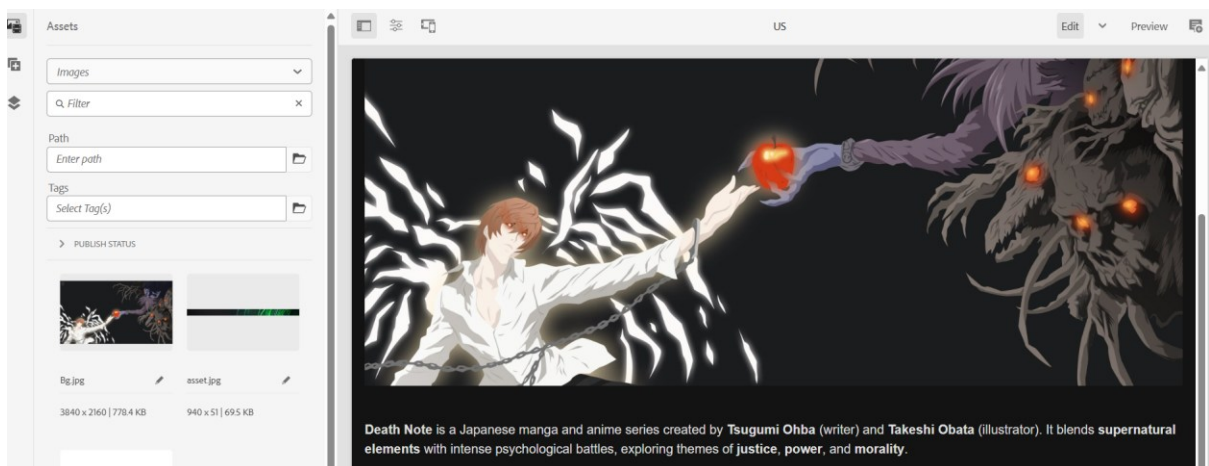 Assets
Images
Filter
Path
Enter path
Tags
Select Tag(s)
PUBLISH STATUS
Bg.jpg
asset.jpg
3840 x 2160 | 778.4 KB
940 x 51 | 69.5 KB
US
Edit
Preview
Death Note is a Japanese manga and anime series created by Tsugumi Ohba (writer) and Takeshi Obata (illustrator). It blends supernatural
elements with intense psychological battles, exploring themes of justice, power, and morality.